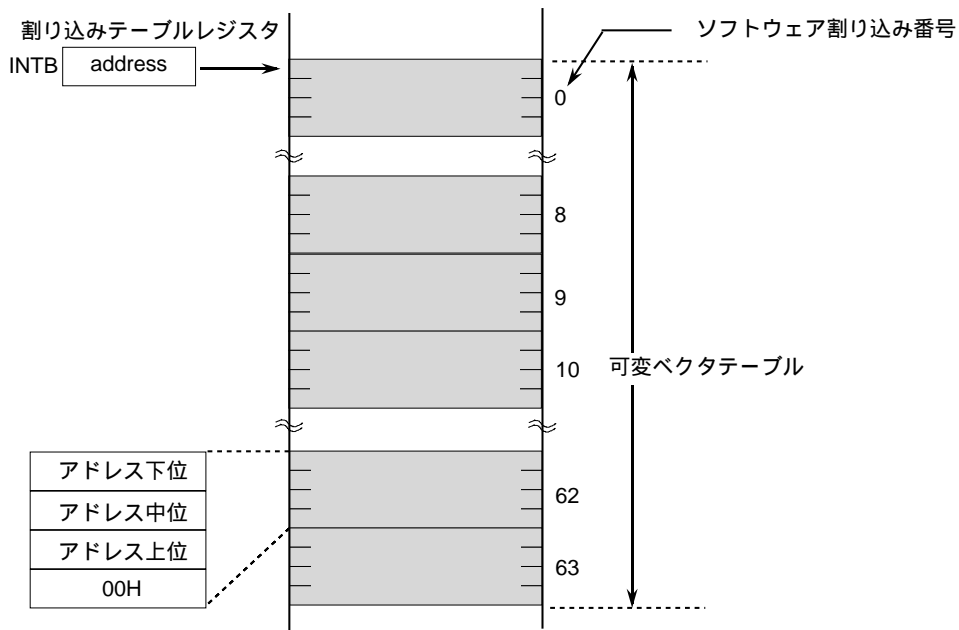 割り込みテーブルレジスタ
ソフトウェア割り込み番号
INTB address
0
8
9
10
可変ベクタテーブル
アドレス下位
アドレス中位
アドレス上位
00H
62
63